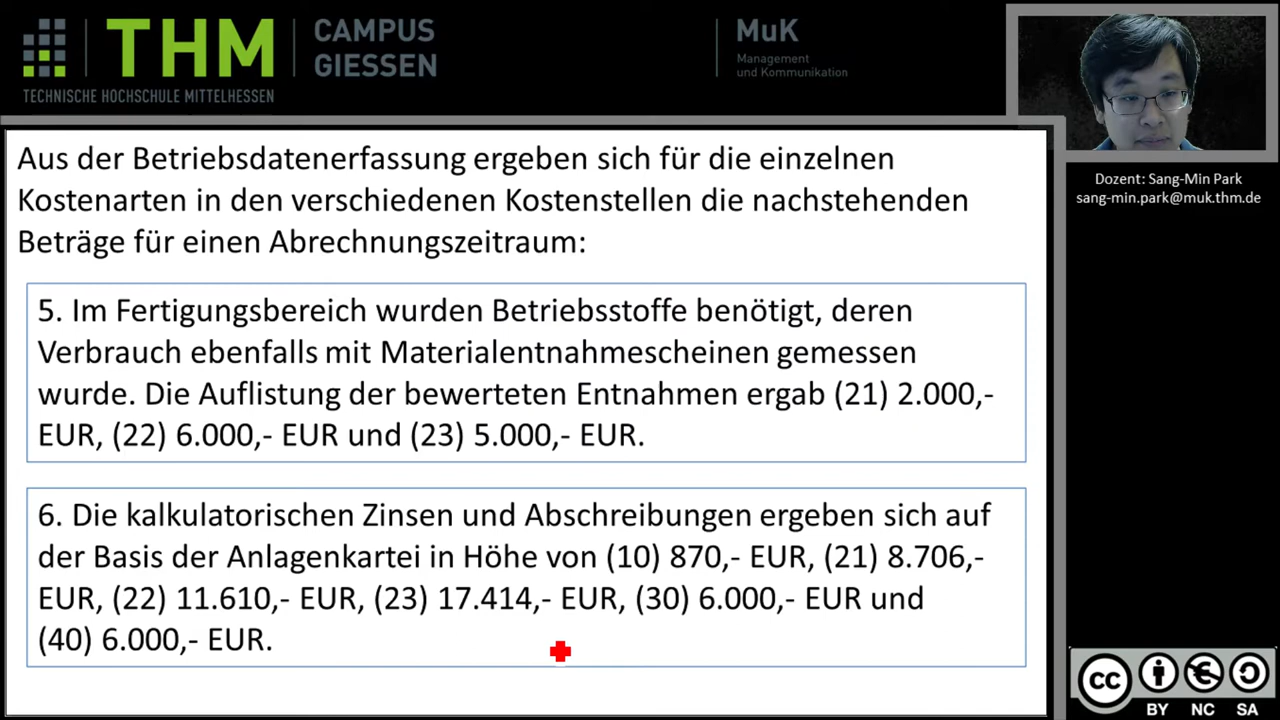 THM
CAMPUS
GIESSEN
TECHNISCHE HOCHSCHULE MITTELHESSEN
MuK
Management
und Kommunikation
Dozent: Sang-Min Park
sang-min.park@muk.thm.de
Aus der Betriebsdatenerfassung ergeben sich für die einzelnen
Kostenarten in den verschiedenen Kostenstellen die nachstehenden
Beträge für einen Abrechnungszeitraum:
5. Im Fertigungsbereich wurden Betriebsstoffe benötigt, deren
Verbrauch ebenfalls mit Materialentnahmescheinen gemessen
wurde. Die Auflistung der bewerteten Entnahmen ergab (21) 2.000,-
EUR, (22) 6.000,- EUR und (23) 5.000,- EUR.
6. Die kalkulatorischen Zinsen und Abschreibungen ergeben sich auf
der Basis der Anlagenkartei in Höhe von (10) 870,- EUR, (21) 8.706,-
EUR, (22) 11.610,- EUR, (23) 17.414,- EUR, (30) 6.000,- EUR und
(40) 6.000,- EUR.
cc
BY NC SA